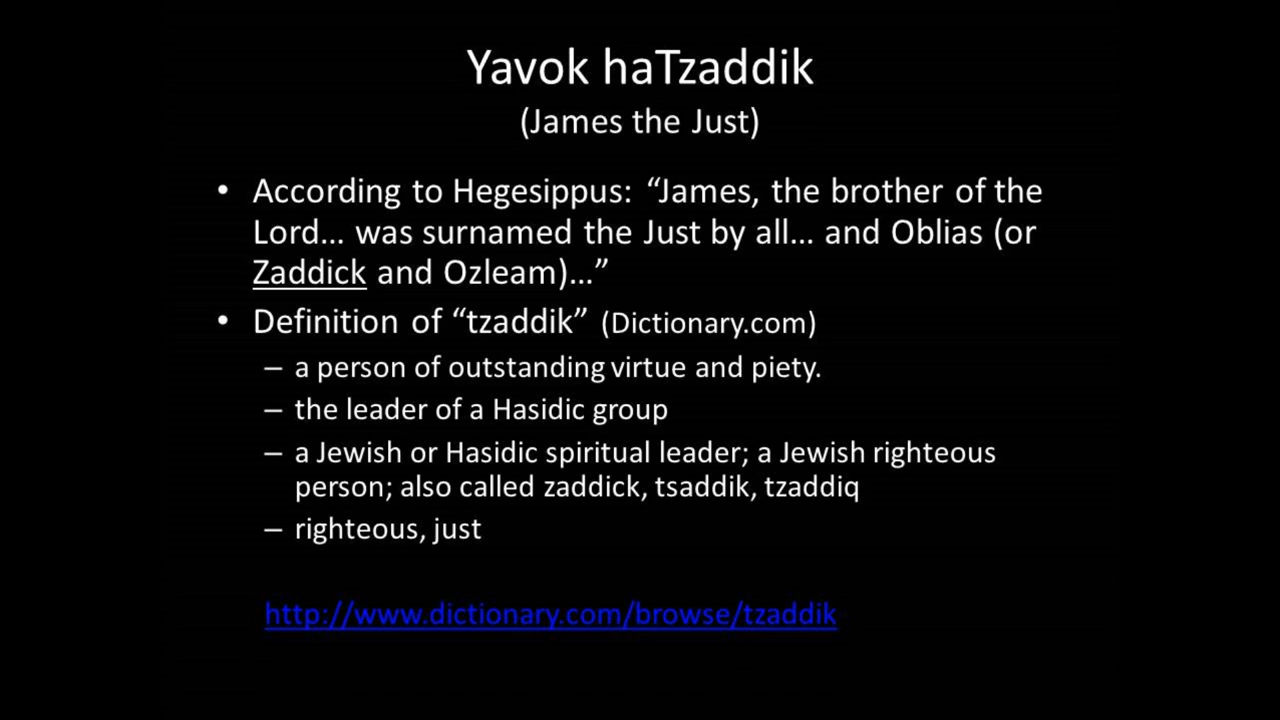 Yavok haTzaddik
(James the Just)
• According to Hegesippus: “James, the brother of the
Lord… was surnamed the Just by all… and Oblias (or
Zaddick and Ozleam)…”
• Definition of “tzaddik” (Dictionary.com)
– a person of outstanding virtue and piety.
– the leader of a Hasidic group
– a Jewish or Hasidic spiritual leader; a Jewish righteous
person; also called zaddick, tsaddik, tzaddiq
– righteous, just
http://www.dictionary.com/browse/tzaddik